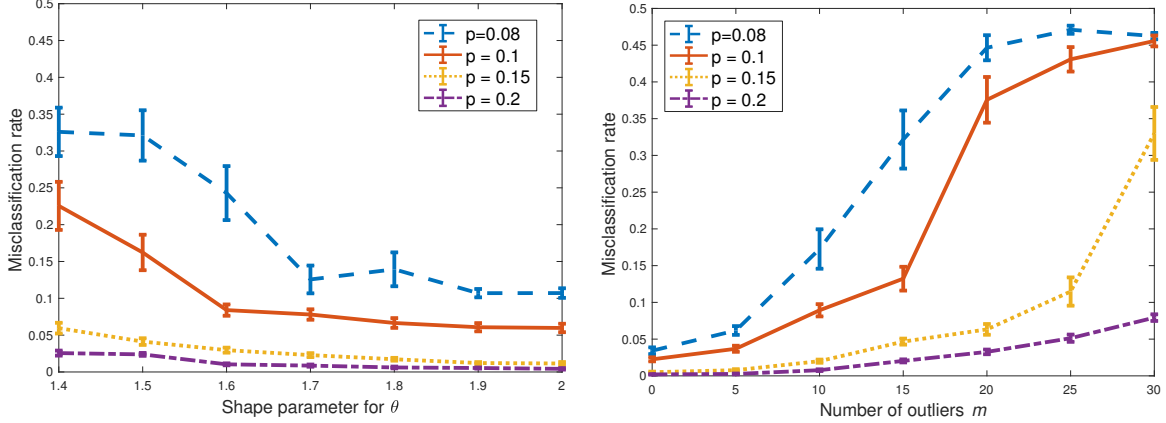 Misclassification rate
0.5
0.45
0.4
0.35
0.3
0.25
0.2
0.15
0.1
0.05
0
1.4 1.5 1.6 1.7 1.8 1.9 2
Shape parameter for θ
p=0.08
p = 0.1
p = 0.15
p = 0.2
Misclassification rate
0.5
0.45
0.4
0.35
0.3
0.25
0.2
0.15
0.1
0.05
0
0 5 10 15 20 25 30
Number of outliers m
p=0.08
p = 0.1
p = 0.15
p = 0.2